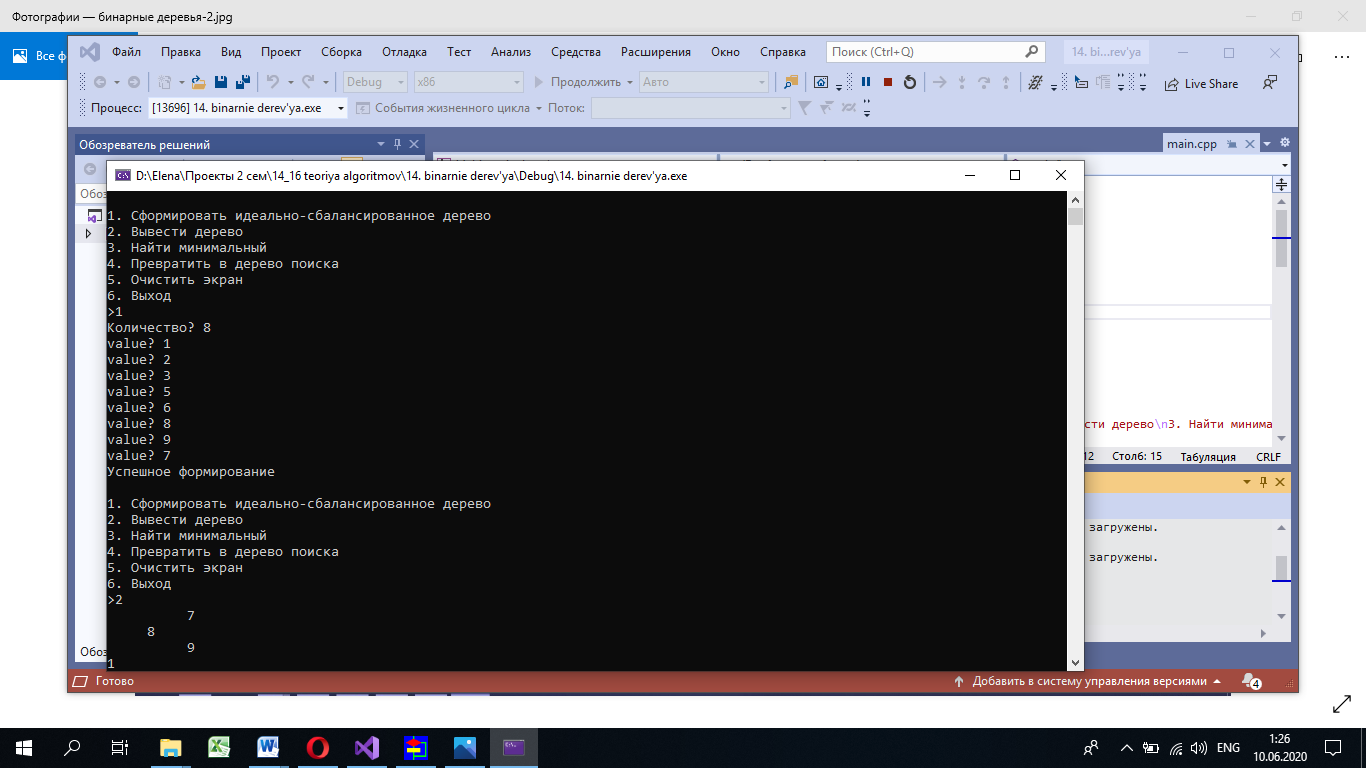 Фотографии — бинарные деревья-2.jpg
Все ф
Файл Правка Вид Проект Сборка Отладка Тест Анализ Средства Расширения Окно Справка Поиск (Ctrl+Q) 14. bi...rev'ya
Debug x86 Продолжить Авто Live Share
Процесс: [13696] 14. binarnie derev'ya.exe События жизненного цикла Поток:
Обозреватель решений
main.cpp
D:\Elena\Проекты 2 сем\14_16 teoriya algoritmov\14. binarnie derev'ya\Debug\14. binarnie derev'ya.exe
Обоз
1. Сформировать идеально-сбалансированное дерево
2. Вывести дерево
3. Найти минимальный
4. Превратить в дерево поиска
5. Очистить экран
6. Выход
>1
Количество? 8
value? 1
value? 2
value? 3
value? 5
value? 6
value? 8
value? 9
value? 7
Успешное формирование
1. Сформировать идеально-сбалансированное дерево
2. Вывести дерево
3. Найти минимальный
4. Превратить в дерево поиска
5. Очистить экран
6. Выход
>2
7
8
9
1
сти дерево\n3. Найти минима
12 Столб: 15 Табуляция CRLF
загружены.
загружены.
Обоз
Готово
Добавить в систему управления версиями 4
ENG
1:26
10.06.2020